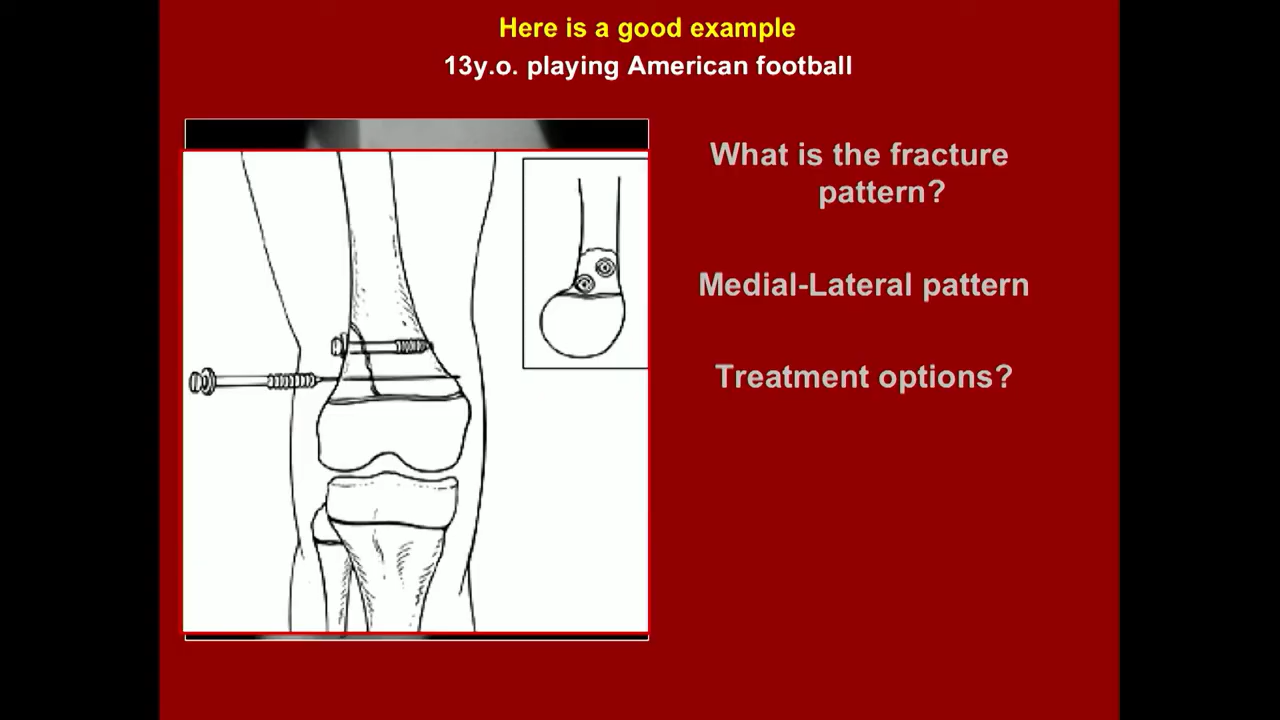 Here is a good example
13y.o. playing American football
What is the fracture
pattern?
Medial-Lateral pattern
Treatment options?